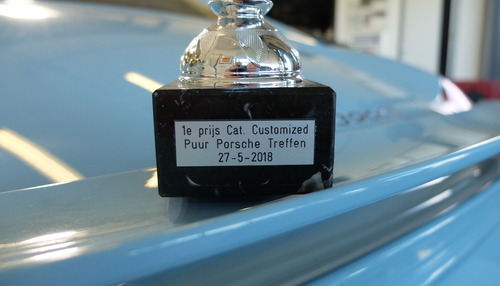 1e prijs Cat. Customized
Puur Porsche Treffen
27-5-2018